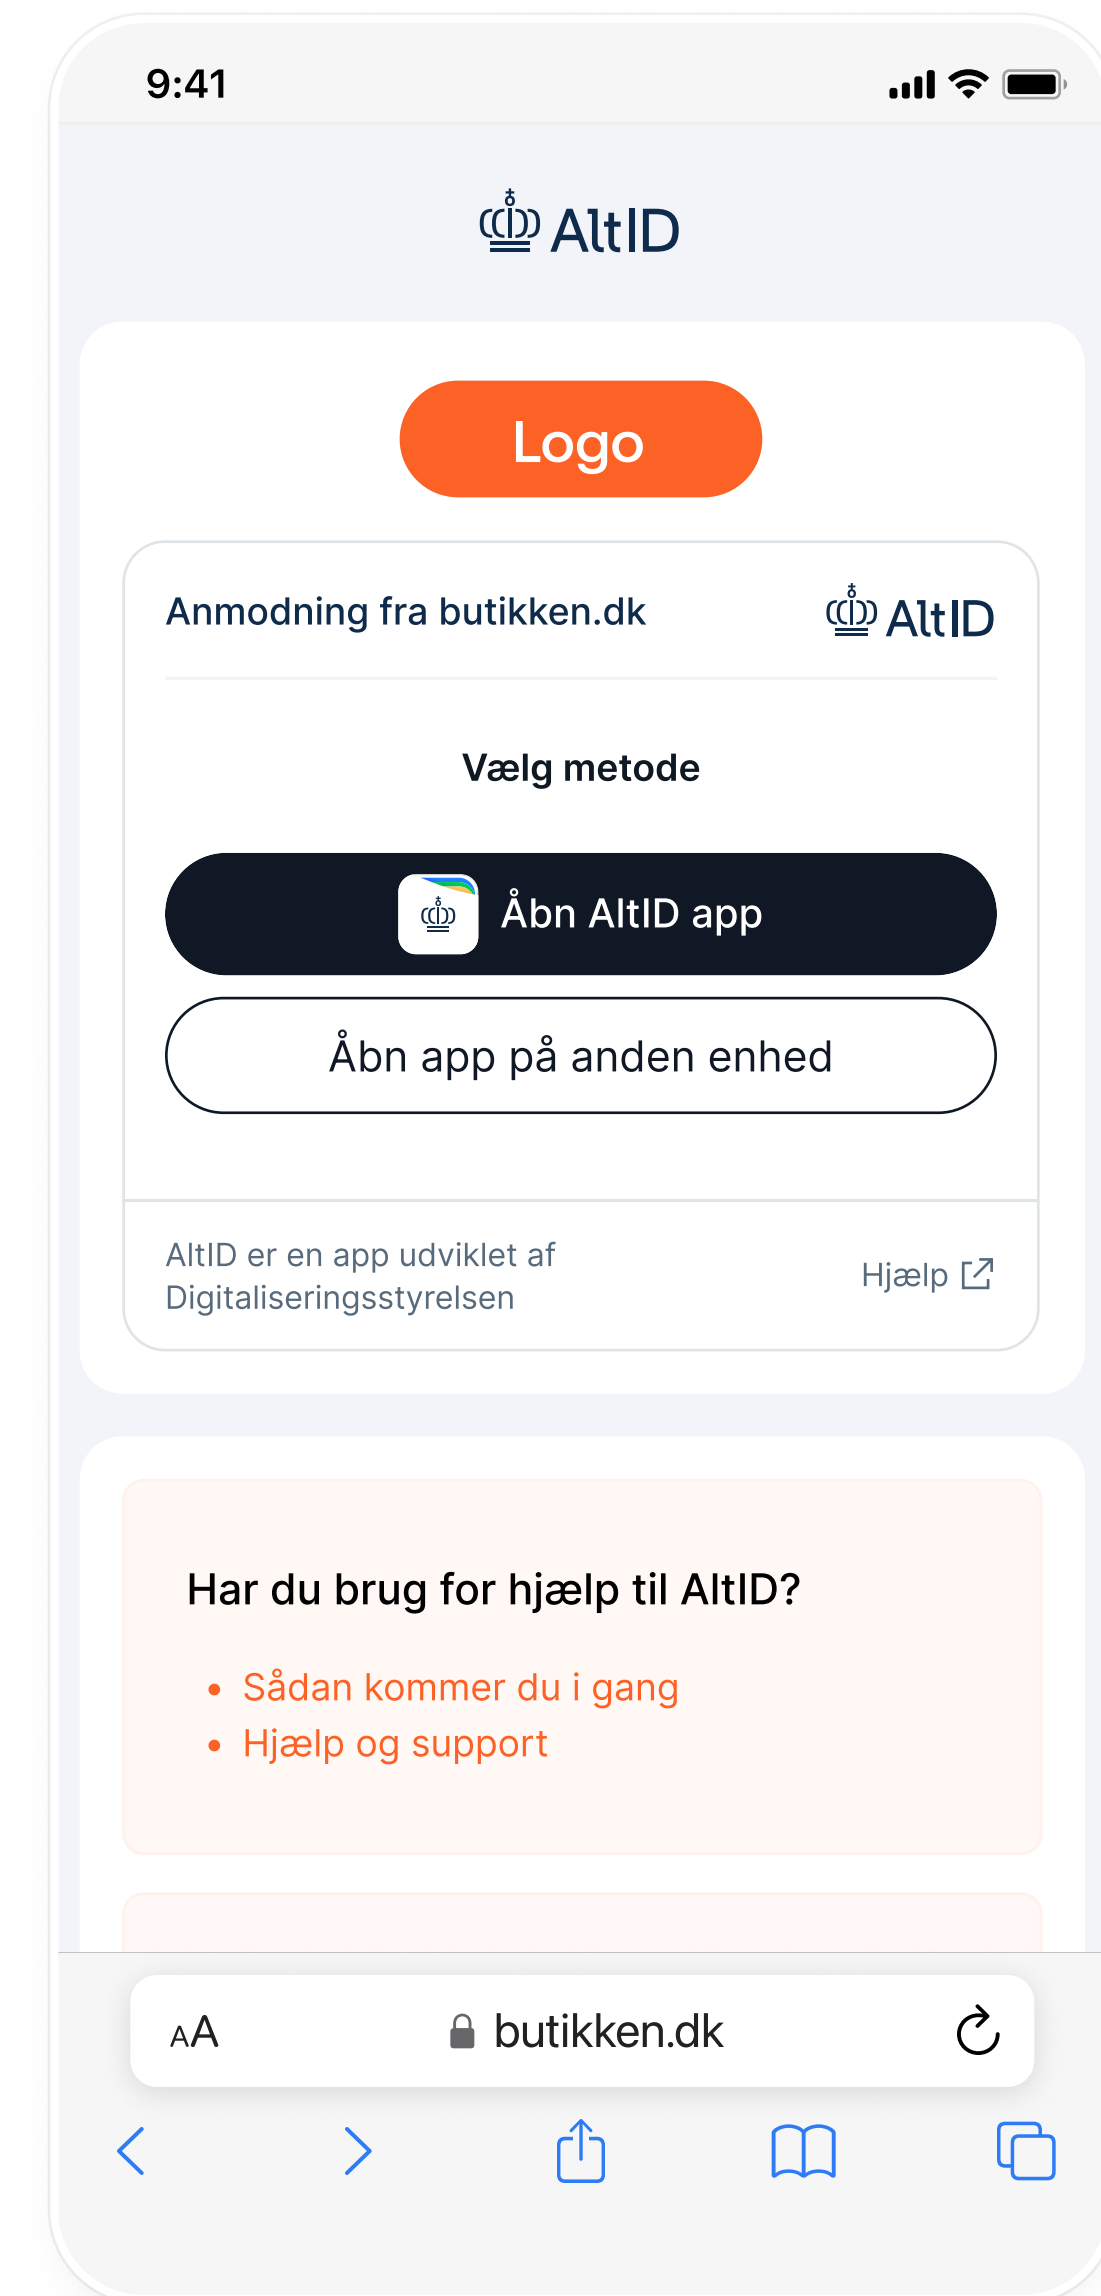 9:41
AltID
Logo
Anmodning fra butikken.dk
AltID
Vælg metode
Åbn AltID app
Åbn app på anden enhed
AltID er en app udviklet af
Digitaliseringsstyrelsen
Hjælp
Har du brug for hjælp til AltID?
• Sådan kommer du i gang
• Hjælp og support
AA
butikken.dk